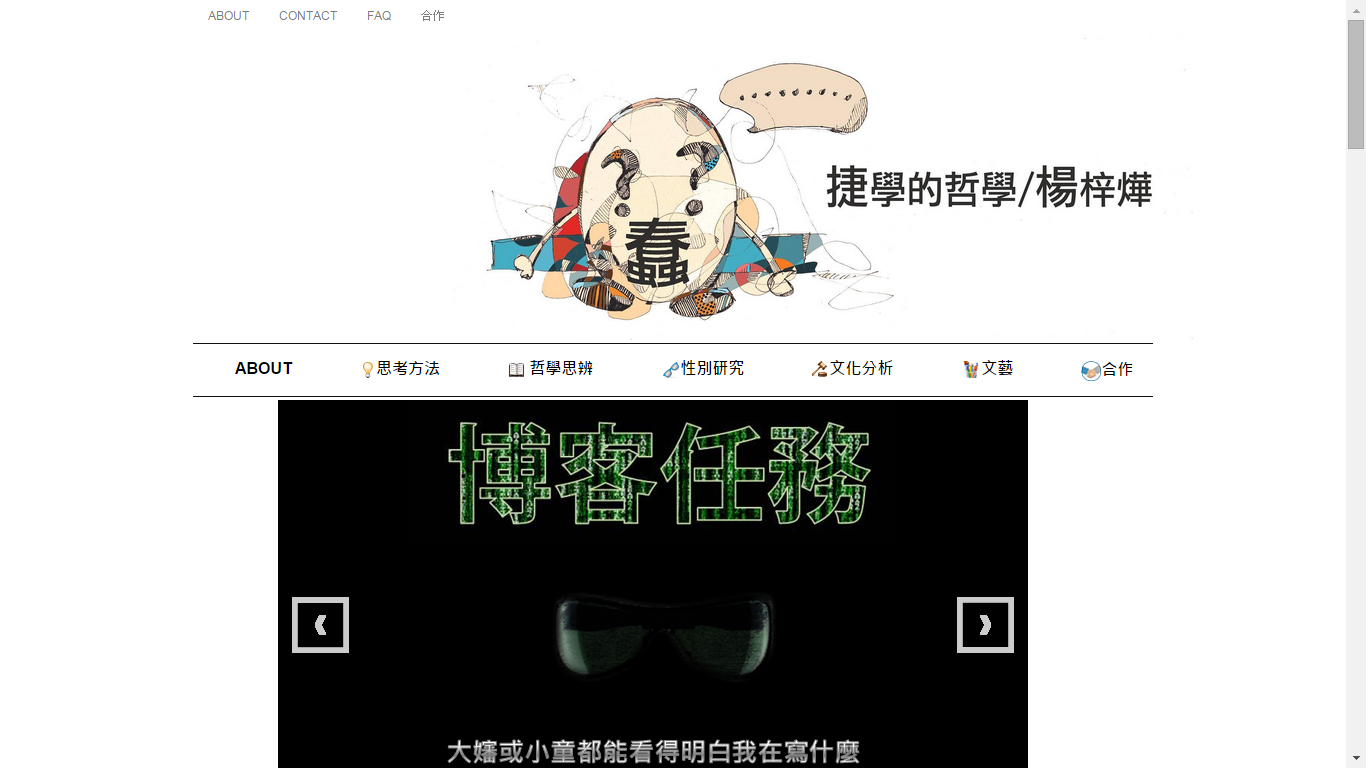 ABOUT CONTACT FAQ 合作
捷學的哲學/楊梓燁
蠢
ABOUT 思考方法 哲學思辨 性別研究 文化分析 文藝 合作
博客任務
大嬸或小童都能看得明白我在寫什麼